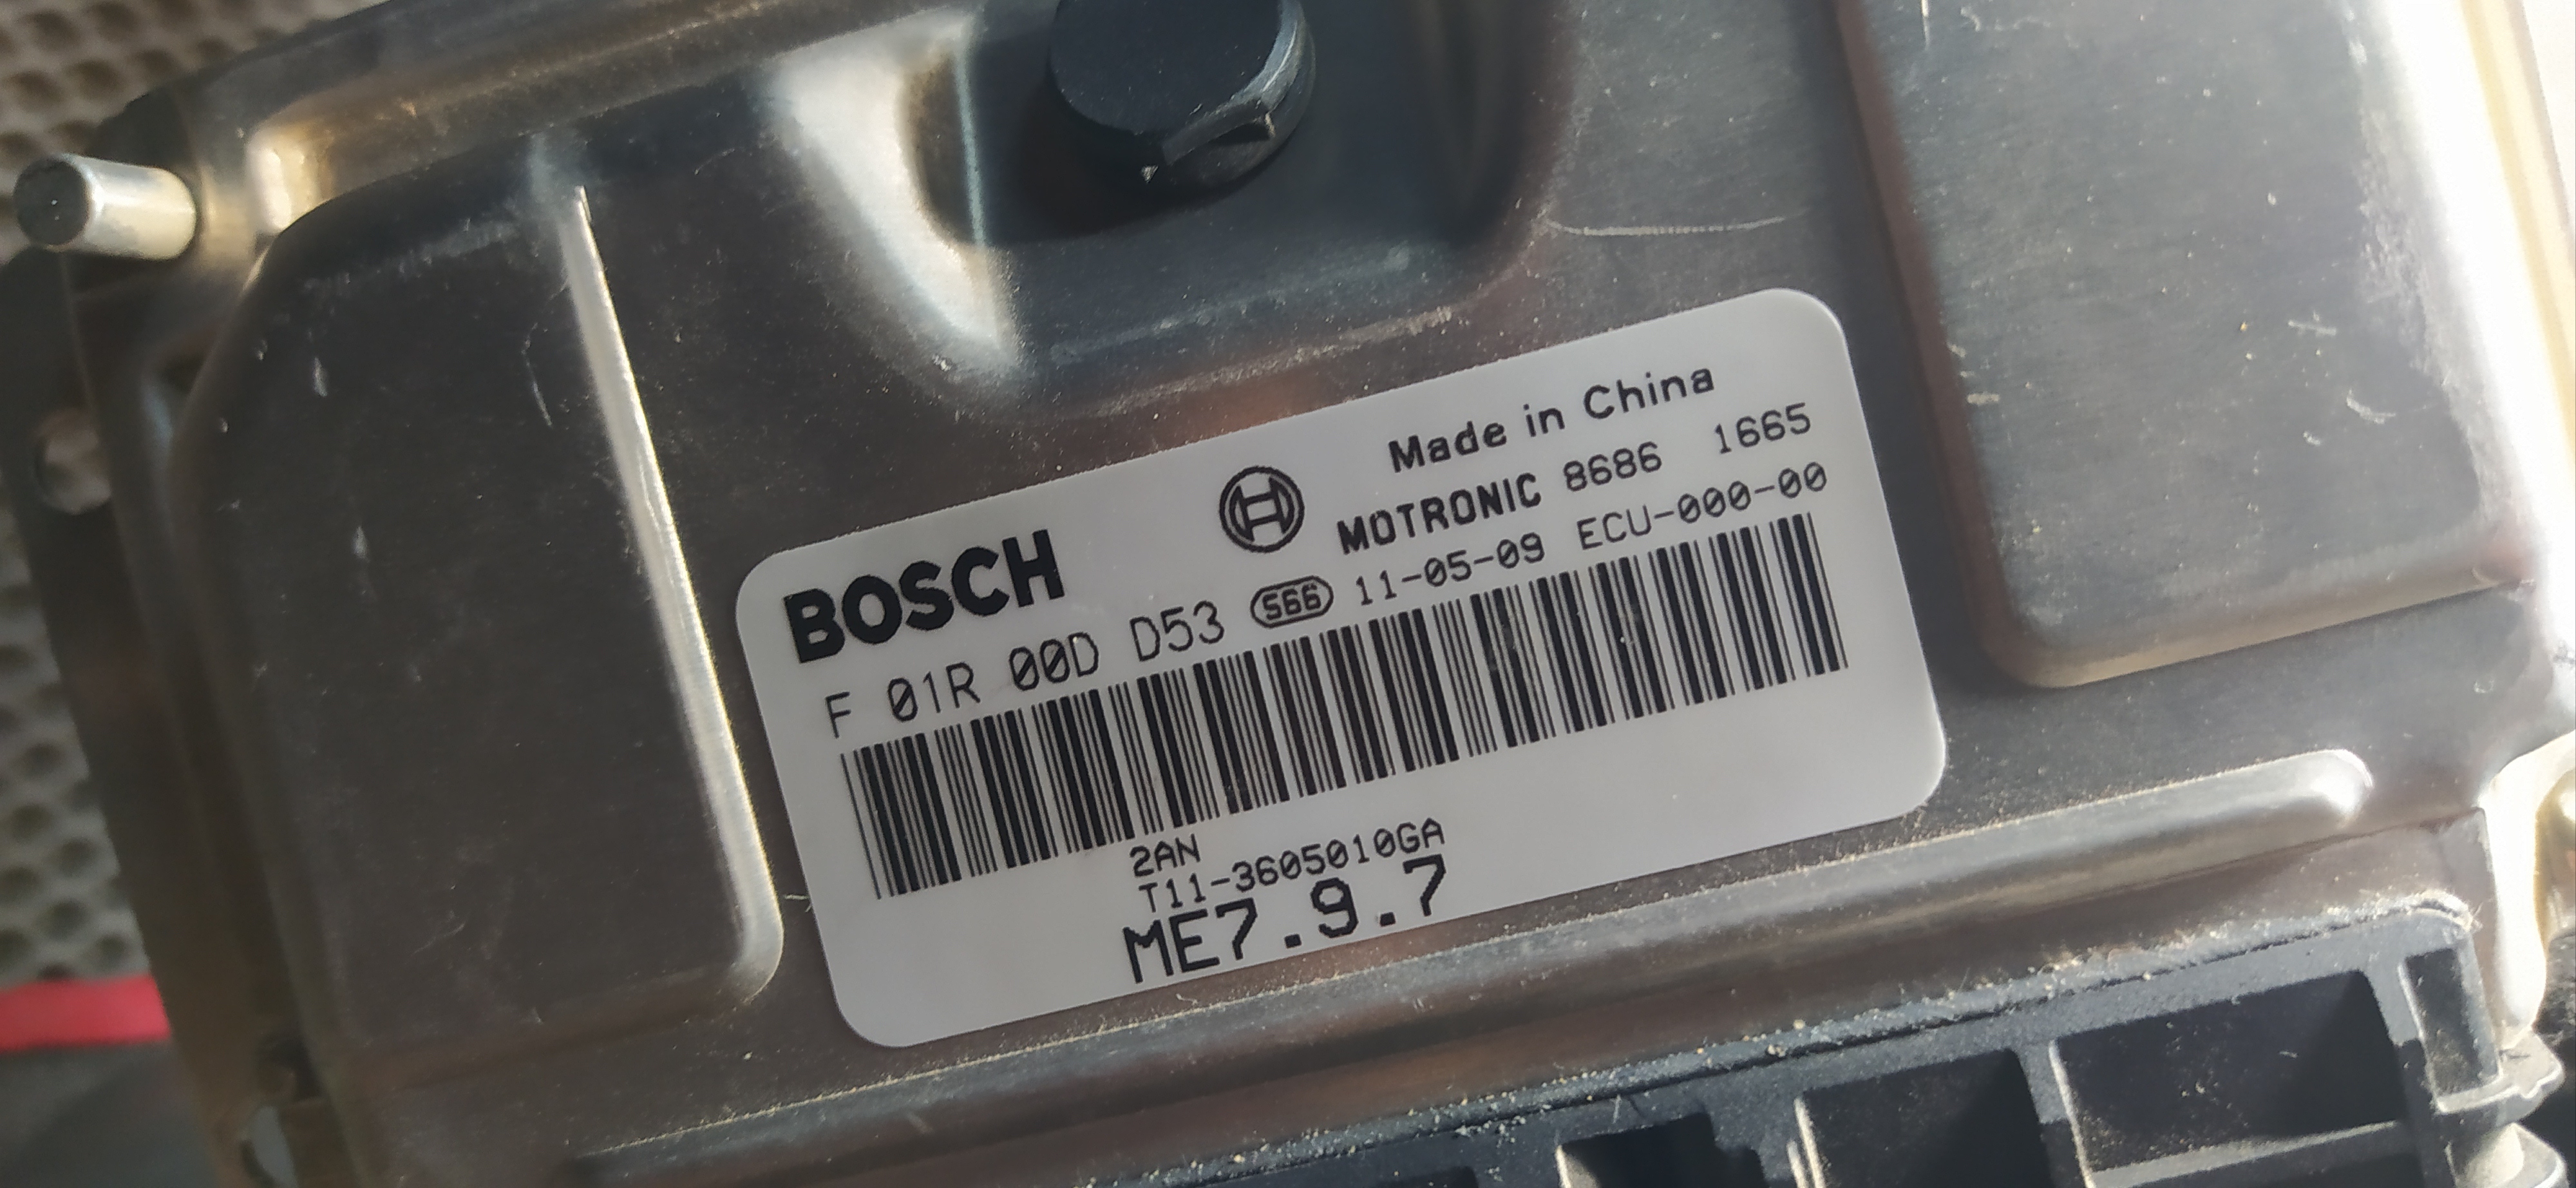 Made in China
BOSCH MOTRONIC 8686 1665
F 01R 00D D53 S66 11-05-09 ECU-000-00
2AN
T11-3605010GA
ME7.9.7